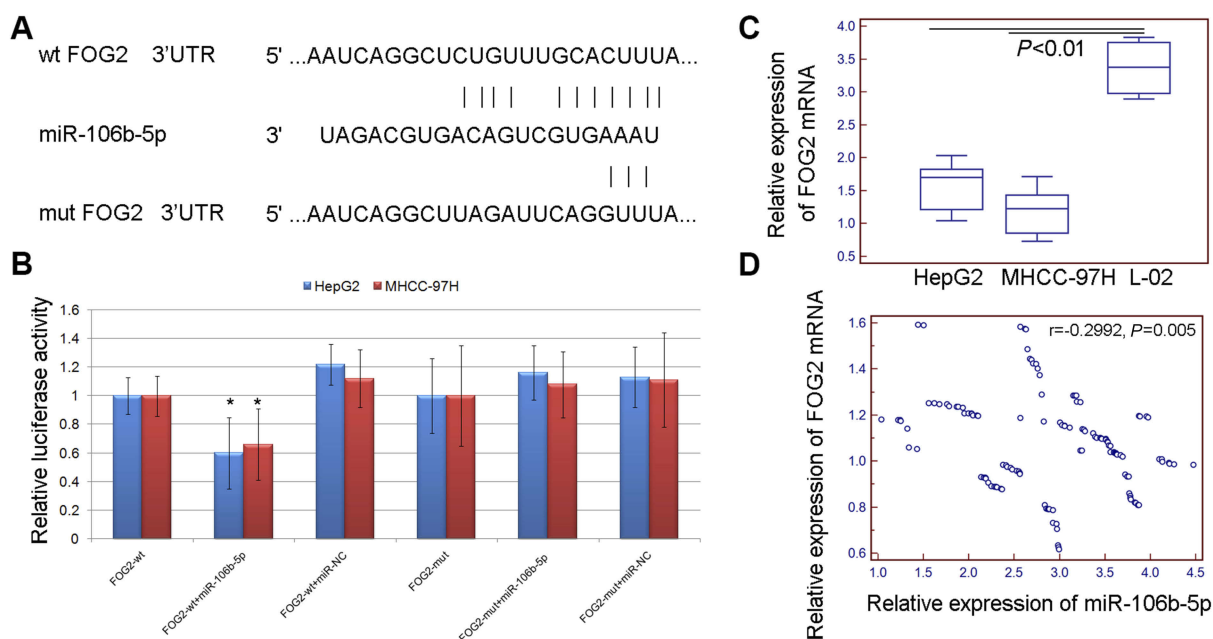 A
wt FOG2 3'UTR 5' ...AAUCAGGCUCUGUUUGCACUUUA...
miR-106b-5p 3' UAGACGUGACAGUCGUGAAAU
mut FOG2 3'UTR 5' ...AAUCAGGCUUAGAUUCAGGUUUA...
B
HepG2 MHCC-97H
Relative luciferase activity
1.6
1.4
1.2
1
0.8
0.6
0.4
0.2
0
* *
FOG2-wt
FOG2-wt+miR-106b-5p
FOG2-wt+miR-NC
FOG2-mut
FOG2-mut+miR-106b-5p
FOG2-mut+miR-NC
C
Relative expression
of FOG2 mRNA
4.0
3.5
3.0
2.5
2.0
1.5
1.0
0.5
P<0.01
HepG2 MHCC-97H L-02
D
Relative expression of FOG2 mRNA
1.6
1.4
1.2
1.0
0.8
0.6
r=-0.2992, P=0.005
1.0 1.5 2.0 2.5 3.0 3.5 4.0 4.5
Relative expression of miR-106b-5p